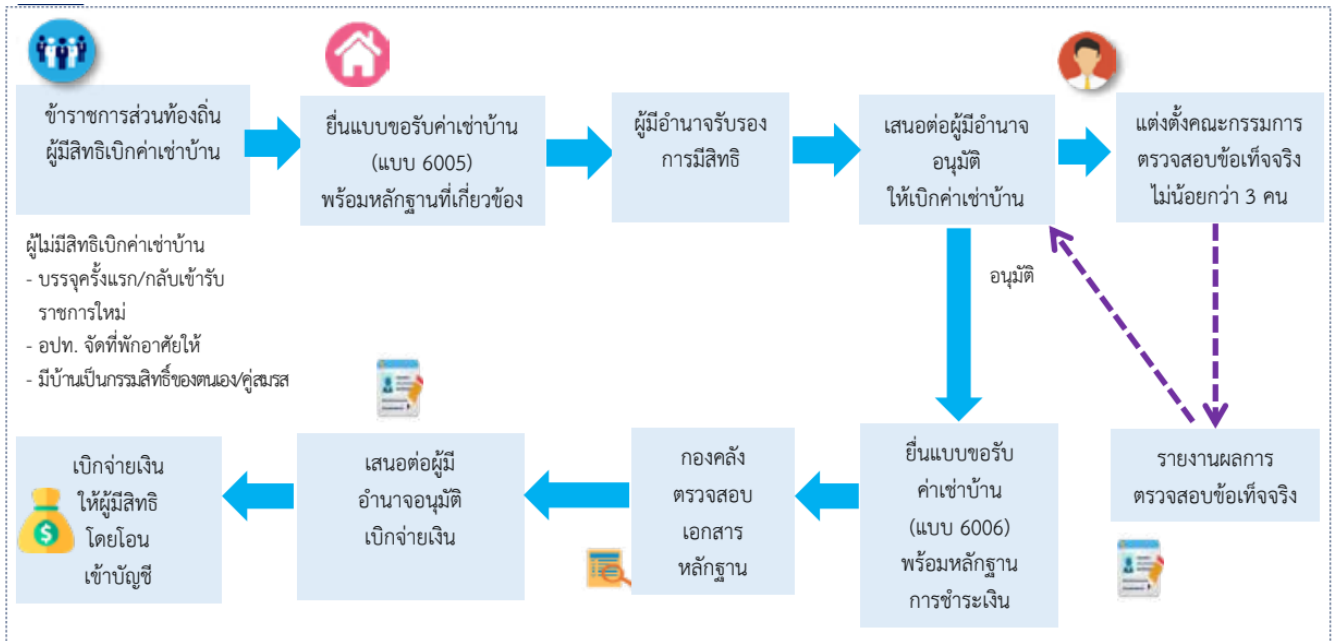 ข้าราชการส่วนท้องถิ่น
ผู้มีสิทธิเบิกค่าเช่าบ้าน
ยื่นแบบขอรับค่าเช่าบ้าน
(แบบ 6005)
พร้อมหลักฐานที่เกี่ยวข้อง
ผู้มีอำนาจรับรอง
การมีสิทธิ
เสนอต่อผู้มีอำนาจ
อนุมัติ
ให้เบิกค่าเช่าบ้าน
แต่งตั้งคณะกรรมการ
ตรวจสอบข้อเท็จจริง
ไม่น้อยกว่า 3 คน
ผู้ไม่มีสิทธิเบิกค่าเช่าบ้าน
- บรรจุครั้งแรก/กลับเข้ารับ
ราชการใหม่
- อปท. จัดที่พักอาศัยให้
- มีบ้านเป็นกรรมสิทธิ์ของตนเอง/คู่สมรส
อนุมัติ
รายงานผลการ
ตรวจสอบข้อเท็จจริง
ยื่นแบบขอรับ
ค่าเช่าบ้าน
(แบบ 6006)
พร้อมหลักฐาน
การชำระเงิน
กองคลัง
ตรวจสอบ
เอกสาร
หลักฐาน
เสนอต่อผู้มี
อำนาจอนุมัติ
เบิกจ่ายเงิน
เบิกจ่ายเงิน
ให้ผู้มีสิทธิ
โดยโอน
เข้าบัญชี